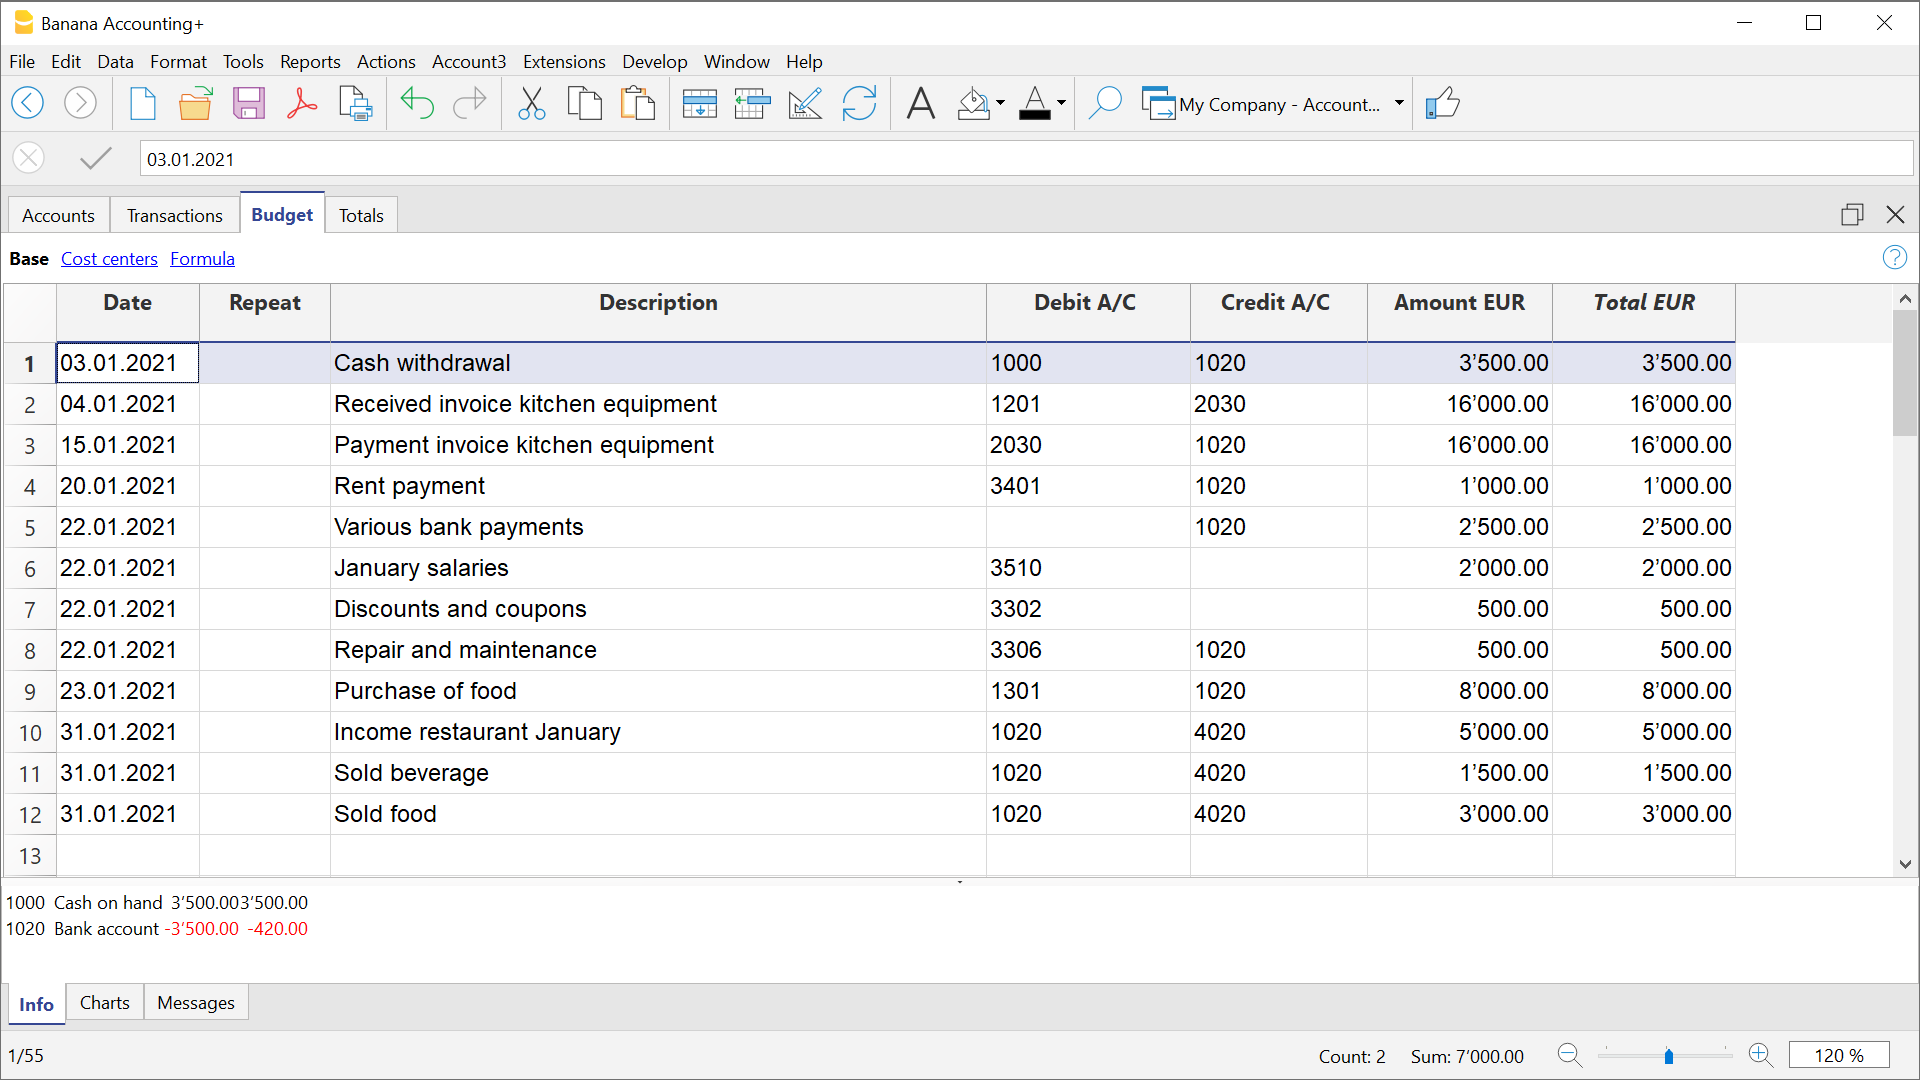 Banana Accounting+
File Edit Data Format Tools Reports Actions Account3 Extensions Develop Window Help
My Company - Account...
03.01.2021
Accounts Transactions Budget Totals
Base Cost centers Formula
Date Repeat Description Debit A/C Credit A/C Amount EUR Total EUR
1 03.01.2021 Cash withdrawal 1000 1020 3’500.00 3’500.00
2 04.01.2021 Received invoice kitchen equipment 1201 2030 16’000.00 16’000.00
3 15.01.2021 Payment invoice kitchen equipment 2030 1020 16’000.00 16’000.00
4 20.01.2021 Rent payment 3401 1020 1’000.00 1’000.00
5 22.01.2021 Various bank payments 1020 2’500.00 2’500.00
6 22.01.2021 January salaries 3510 2’000.00 2’000.00
7 22.01.2021 Discounts and coupons 3302 500.00 500.00
8 22.01.2021 Repair and maintenance 3306 1020 500.00 500.00
9 23.01.2021 Purchase of food 1301 1020 8’000.00 8’000.00
10 31.01.2021 Income restaurant January 1020 4020 5’000.00 5’000.00
11 31.01.2021 Sold beverage 1020 4020 1’500.00 1’500.00
12 31.01.2021 Sold food 1020 4020 3’000.00 3’000.00
13
1000 Cash on hand 3’500.003’500.00
1020 Bank account -3’500.00 -420.00
Info Charts Messages
1/55 Count: 2 Sum: 7’000.00 120 %